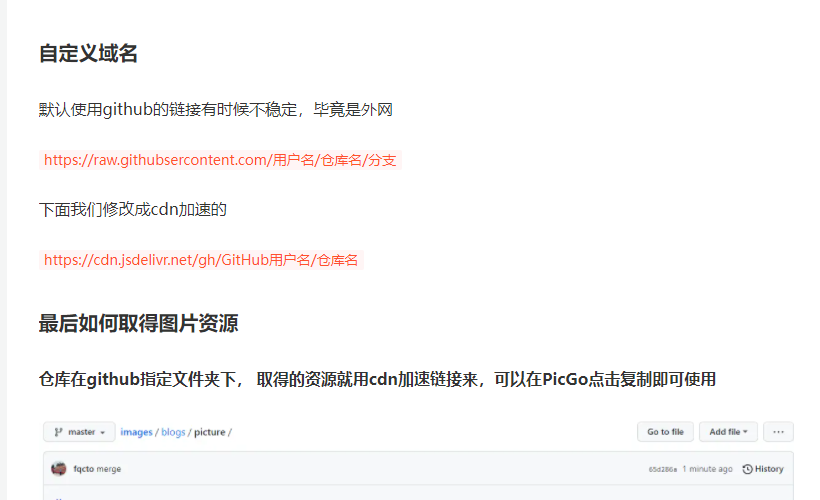 自定义域名
默认使用github的链接有时候不稳定，毕竟是外网
https://raw.githubsercontent.com/用户名/仓库名/分支
下面我们修改成cdn加速的
https://cdn.jsdelivr.net/gh/GitHub用户名/仓库名
最后如何取得图片资源
仓库在github指定文件夹下， 取得的资源就用cdn加速链接来，可以在PicGo点击复制即可使用
master images / blogs / picture / Go to file Add file ...
fqcto merge 65d286a 1 minute ago History